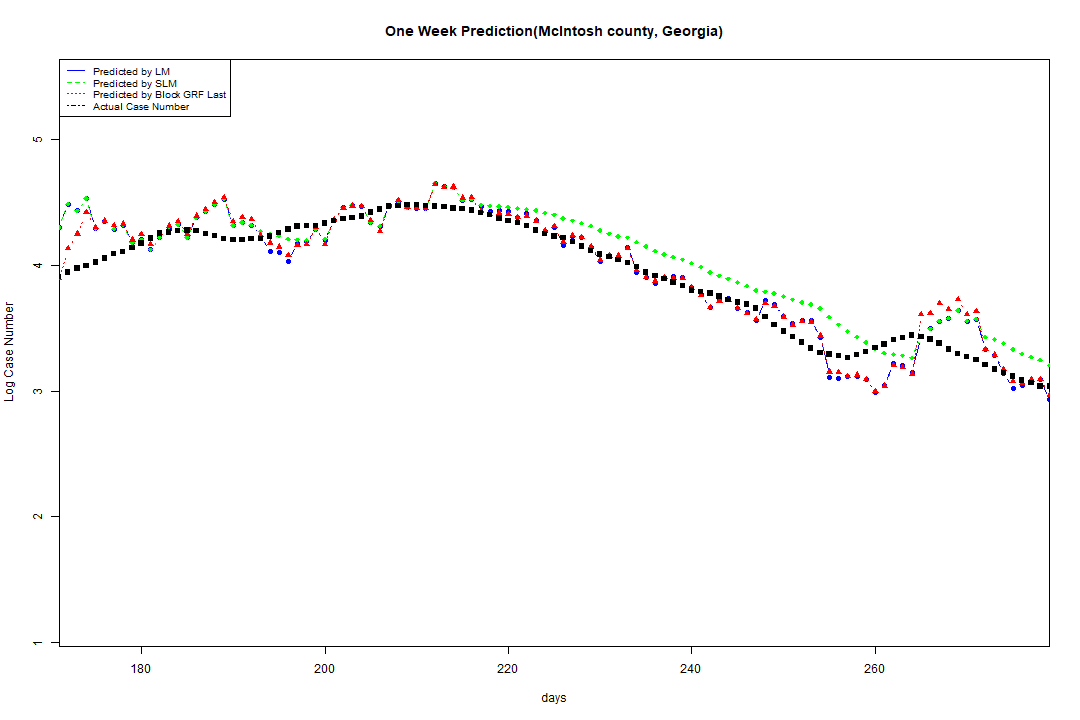 One Week Prediction(McIntosh county, Georgia)
Predicted by LM
Predicted by SLM
Predicted by Block GRF Last
Actual Case Number
5
4
3
2
1
Log Case Number
180 200 220 240 260
days